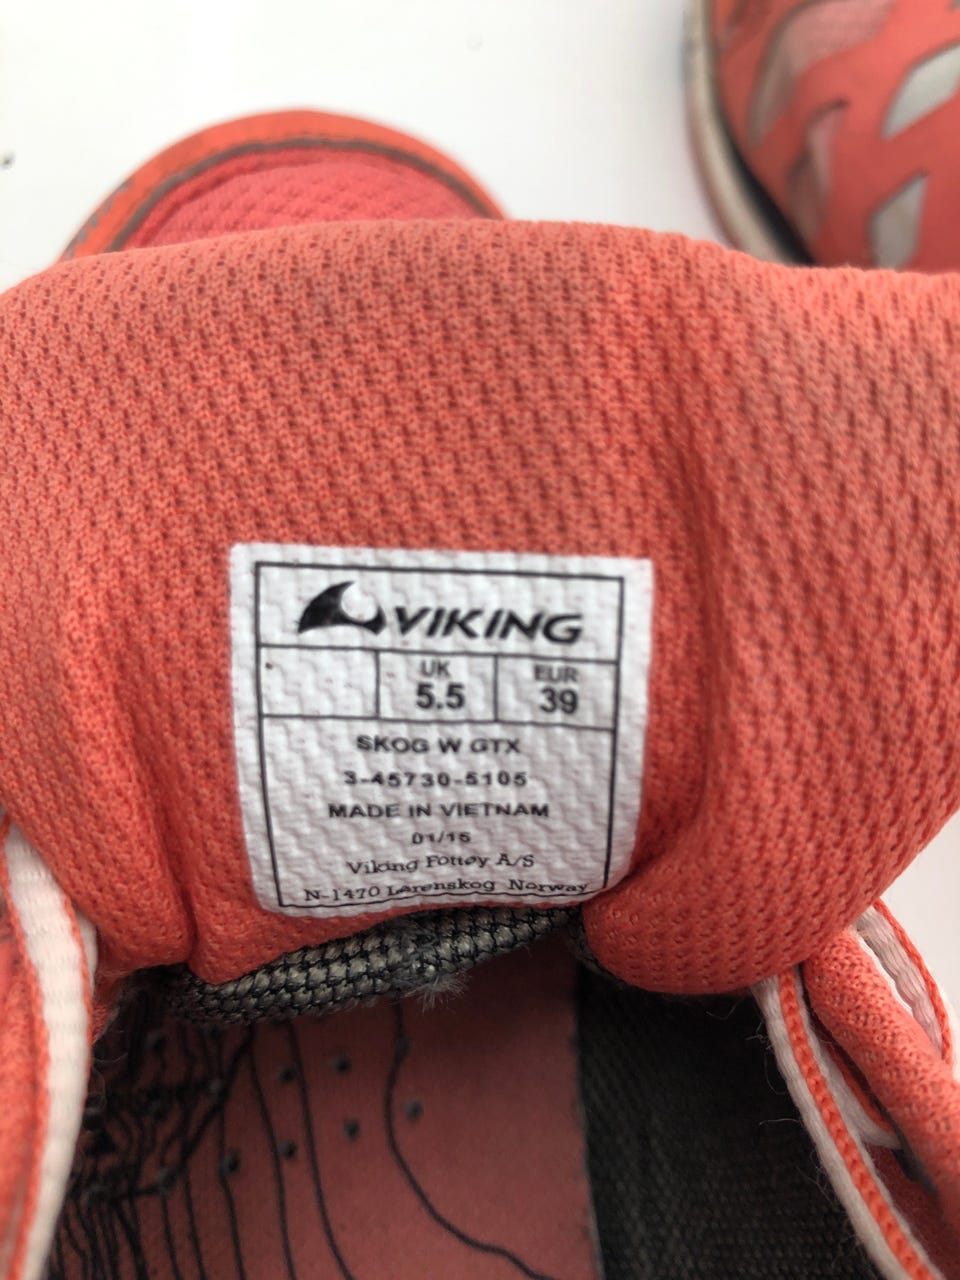 VIKING
UK EUR
5.5 39
SKOG W GTX
3-45730-5105
MADE IN VIETNAM
01/15
Viking Fottøy A/S
N-1470 Lørenskog Norway